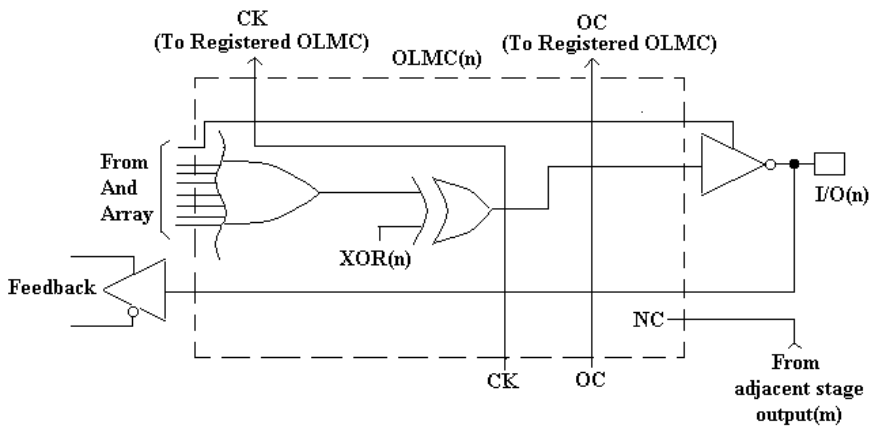 CK
(To Registered OLMC)
OC
(To Registered OLMC)
OLMC(n)
From
And
Array
I/O(n)
XOR(n)
Feedback
NC
CK
OC
From
adjacent stage
output(m)